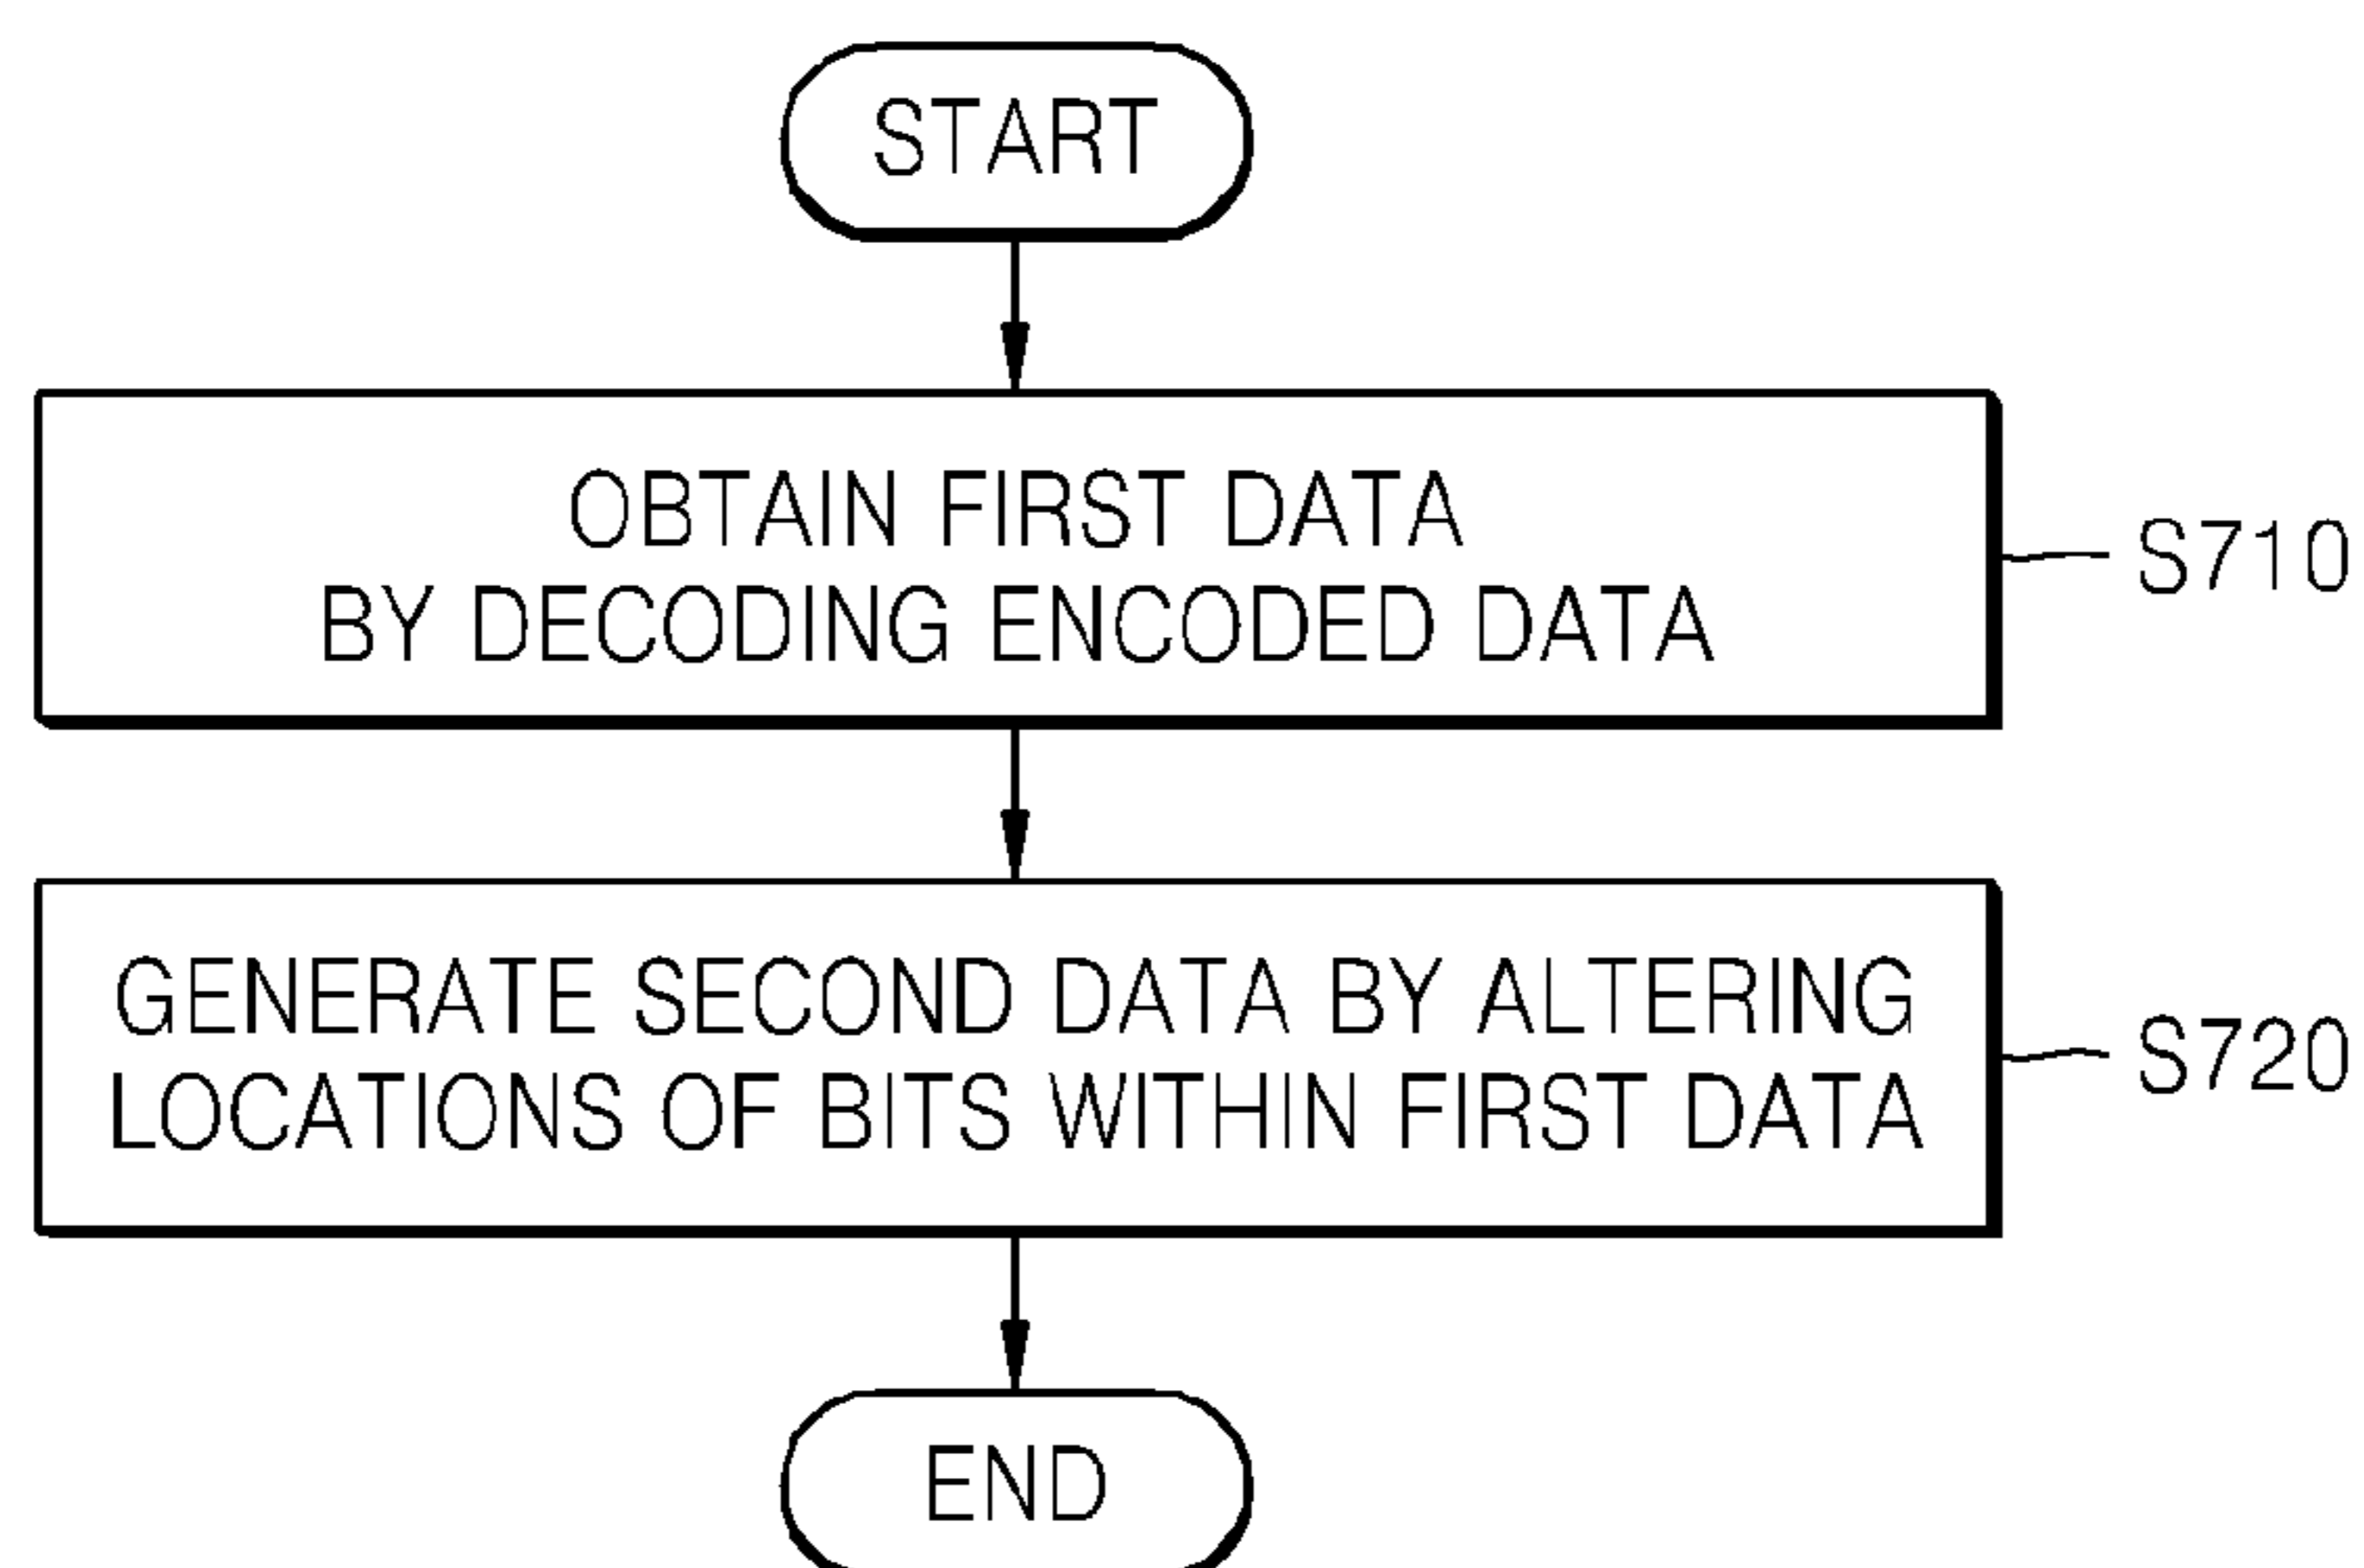 START
OBTAIN FIRST DATA
BY DECODING ENCODED DATA
S710
GENERATE SECOND DATA BY ALTERING
LOCATIONS OF BITS WITHIN FIRST DATA
S720
END